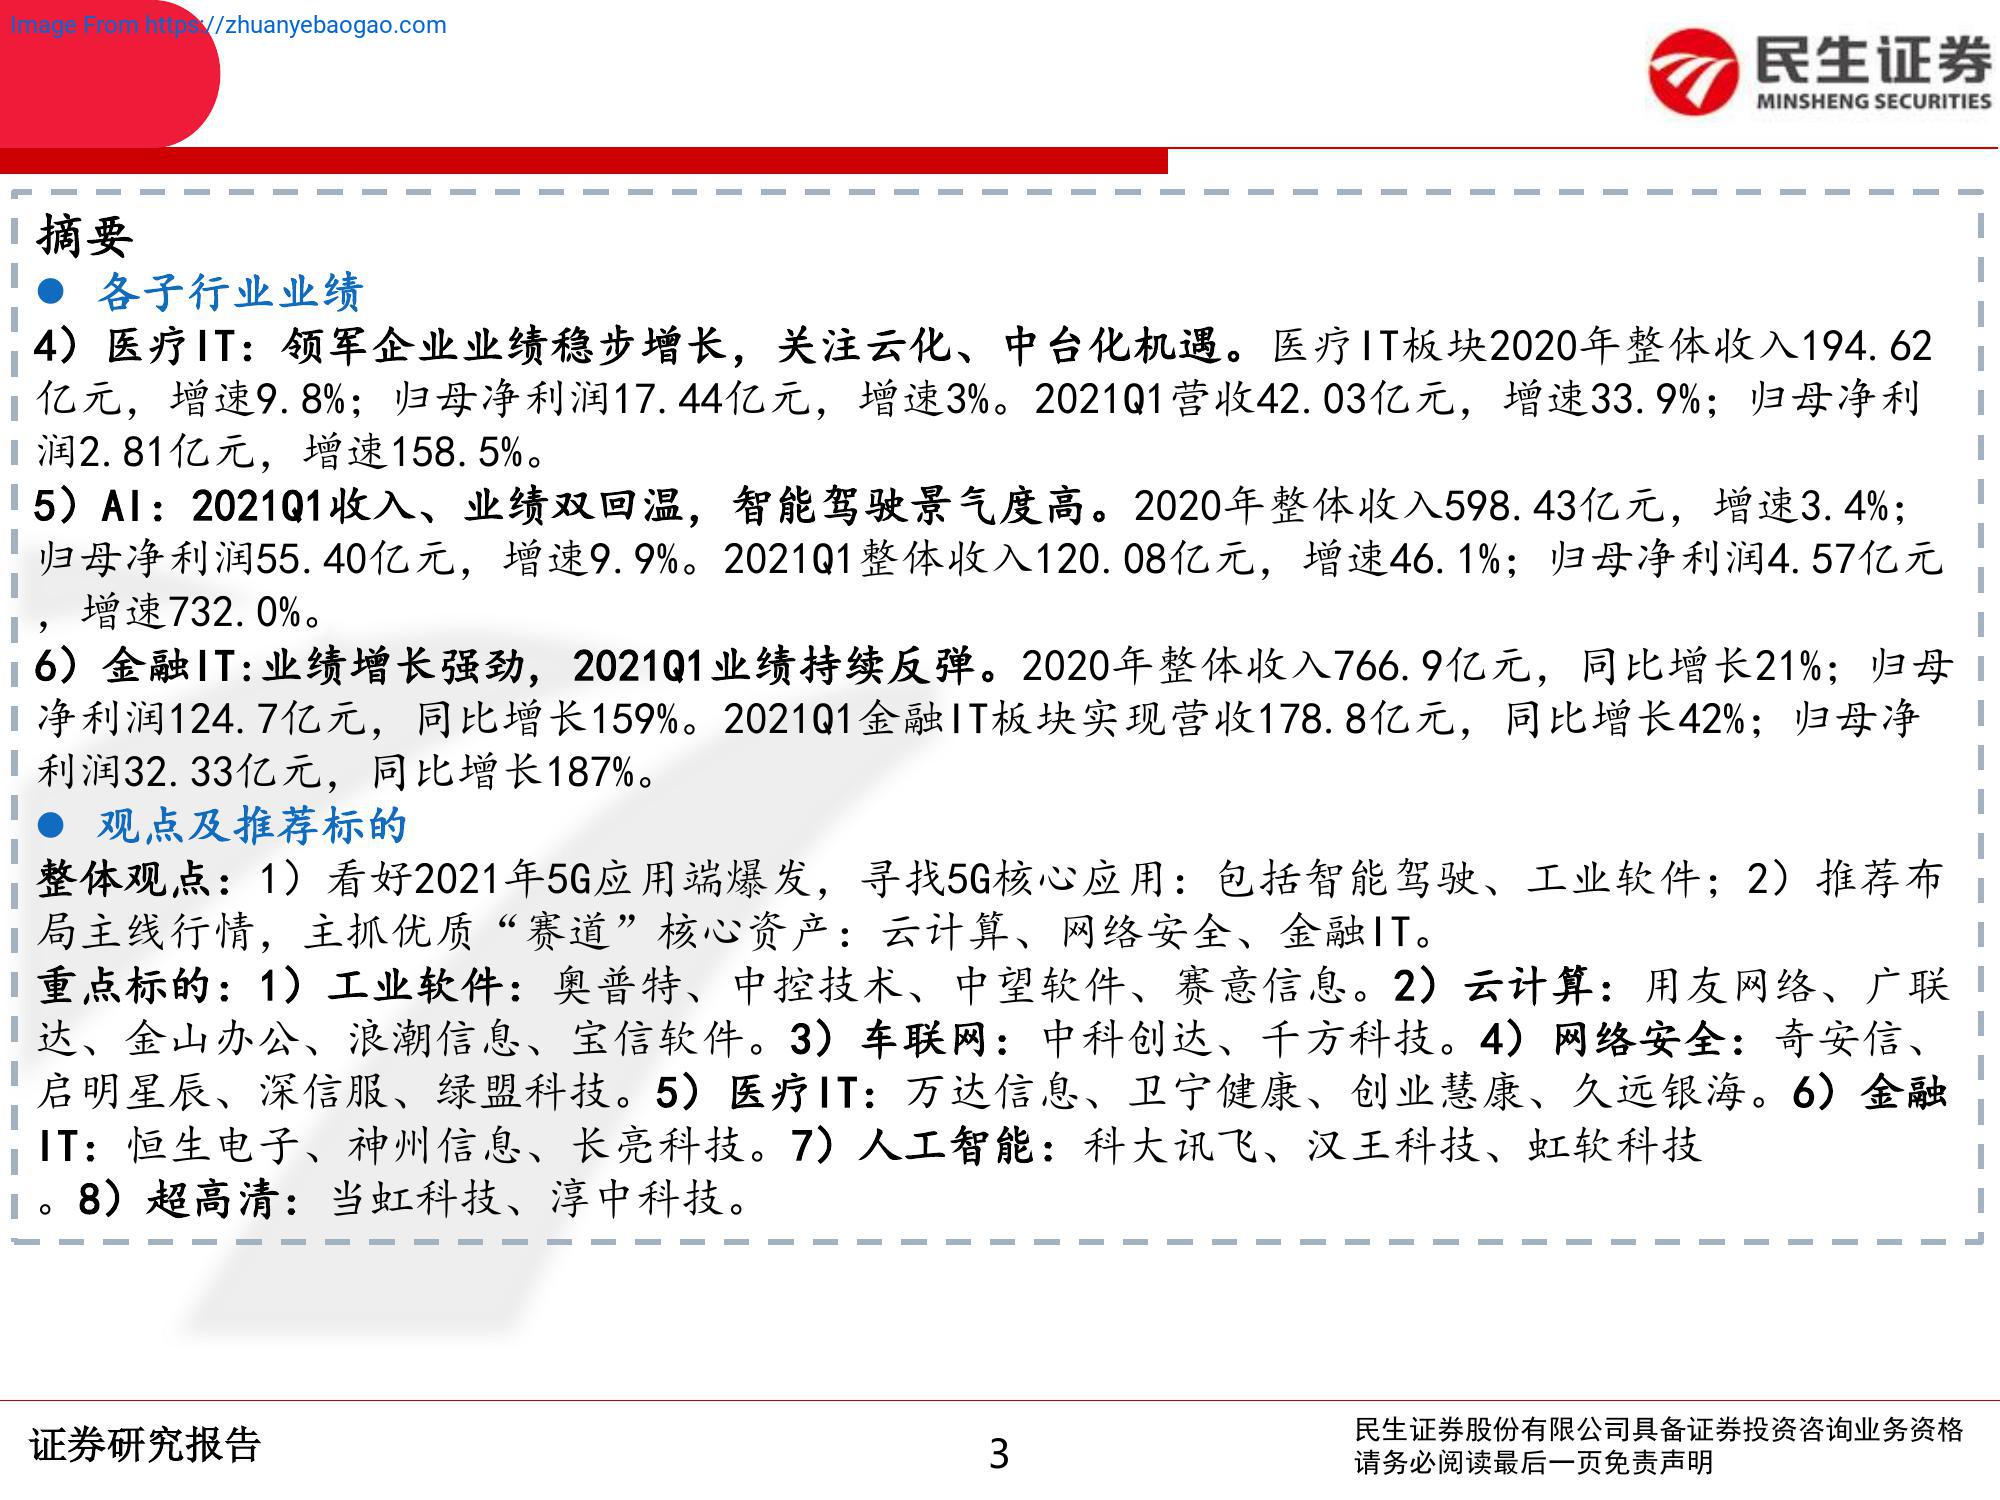 Image From https://zhuanyebaogao.com
民生证券
MINSHENG SECURITIES
摘要
● 各子行业业绩
4）医疗IT：领军企业业绩稳步增长，关注云化、中台化机遇。医疗IT板块2020年整体收入194.62
亿元，增速9.8%；归母净利润17.44亿元，增速3%。2021Q1营收42.03亿元，增速33.9%；归母净利
润2.81亿元，增速158.5%。
5）AI：2021Q1收入、业绩双回温，智能驾驶景气度高。2020年整体收入598.43亿元，增速3.4%；
归母净利润55.40亿元，增速9.9%。2021Q1整体收入120.08亿元，增速46.1%；归母净利润4.57亿元
，增速732.0%。
6）金融IT:业绩增长强劲，2021Q1业绩持续反弹。2020年整体收入766.9亿元，同比增长21%；归母
净利润124.7亿元，同比增长159%。2021Q1金融IT板块实现营收178.8亿元，同比增长42%；归母净
利润32.33亿元，同比增长187%。
● 观点及推荐标的
整体观点：1）看好2021年5G应用端爆发，寻找5G核心应用：包括智能驾驶、工业软件；2）推荐布
局主线行情，主抓优质“赛道”核心资产：云计算、网络安全、金融IT。
重点标的：1）工业软件：奥普特、中控技术、中望软件、赛意信息。2）云计算：用友网络、广联
达、金山办公、浪潮信息、宝信软件。3）车联网：中科创达、千方科技。4）网络安全：奇安信、
启明星辰、深信服、绿盟科技。5）医疗IT：万达信息、卫宁健康、创业慧康、久远银海。6）金融
IT：恒生电子、神州信息、长亮科技。7）人工智能：科大讯飞、汉王科技、虹软科技
。8）超高清：当虹科技、淳中科技。
证券研究报告
3
民生证券股份有限公司具备证券投资咨询业务资格
请务必阅读最后一页免责声明